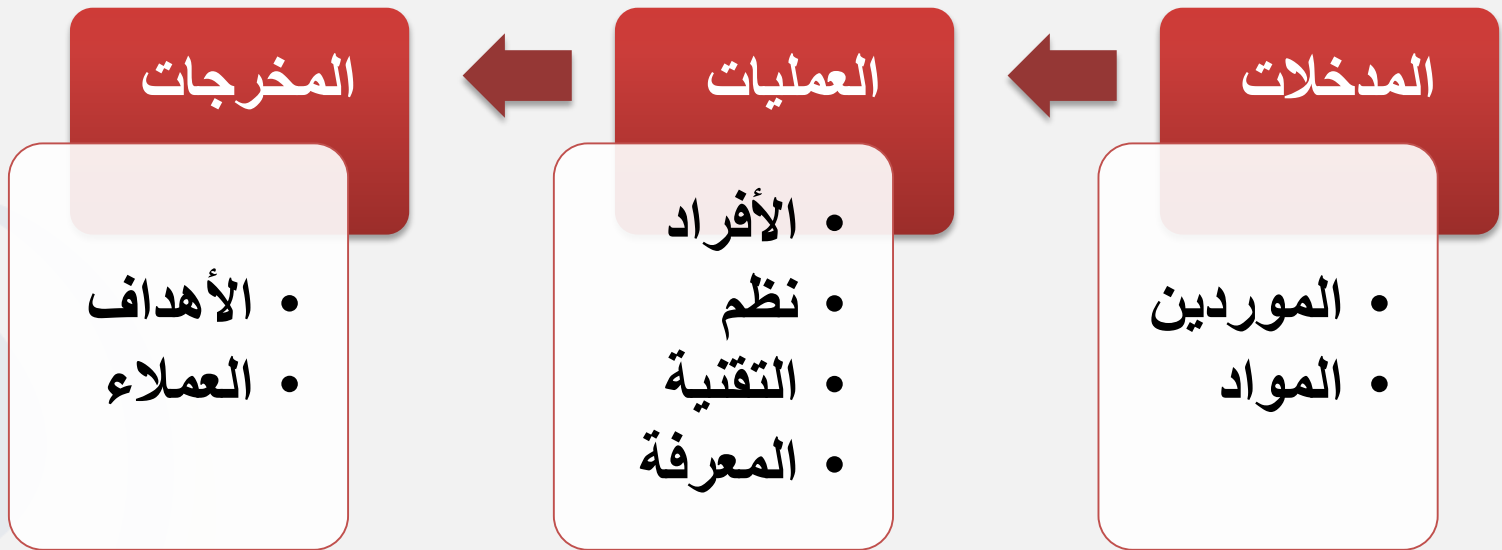 المدخلات
• الموردين
• المواد
العمليات
• الأفراد
• نظم
• التقنية
• المعرفة
المخرجات
• الأهداف
• العملاء